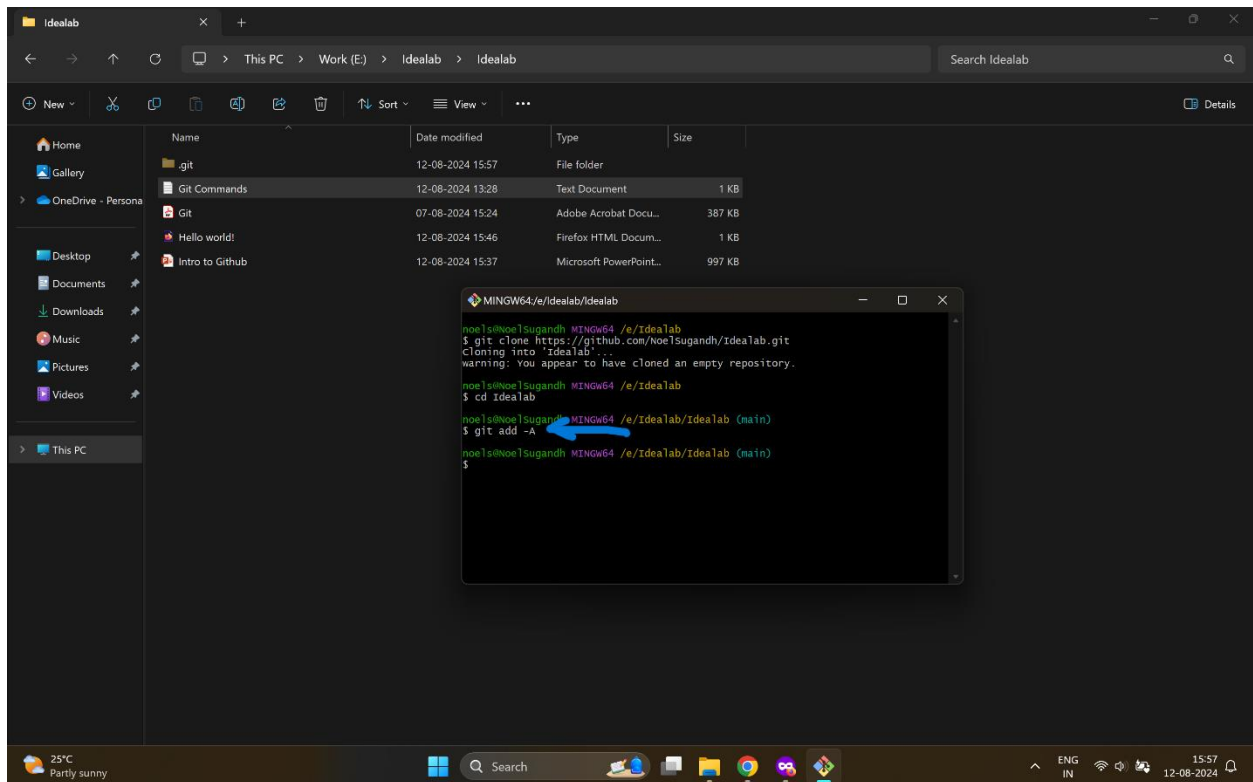 Idealab
This PC > Work (E:) > Idealab > Idealab
Search Idealab
New
Sort
View
Details
Name Date modified Type Size
Home
Gallery
OneDrive - Persona
Desktop
Documents
Downloads
Music
Pictures
Videos
This PC
.git 12-08-2024 15:57 File folder
Git Commands 12-08-2024 13:28 Text Document 1 KB
Git 07-08-2024 15:24 Adobe Acrobat Docu... 387 KB
Hello world! 12-08-2024 15:46 Firefox HTML Docum... 1 KB
Intro to Github 12-08-2024 15:37 Microsoft PowerPoint... 997 KB
MINGW64:/e/Idealab/Idealab
noels@NoelSugandh MINGW64 /e/Idealab
$ git clone https://github.com/NoelSugandh/Idealab.git
Cloning into 'Idealab'...
warning: You appear to have cloned an empty repository.
noels@NoelSugandh MINGW64 /e/Idealab
$ cd Idealab
noels@NoelSugandh MINGW64 /e/Idealab/Idealab (main)
$ git add -A
noels@NoelSugandh MINGW64 /e/Idealab/Idealab (main)
$
25°C
Partly sunny
Search
ENG
IN
15:57
12-08-2024